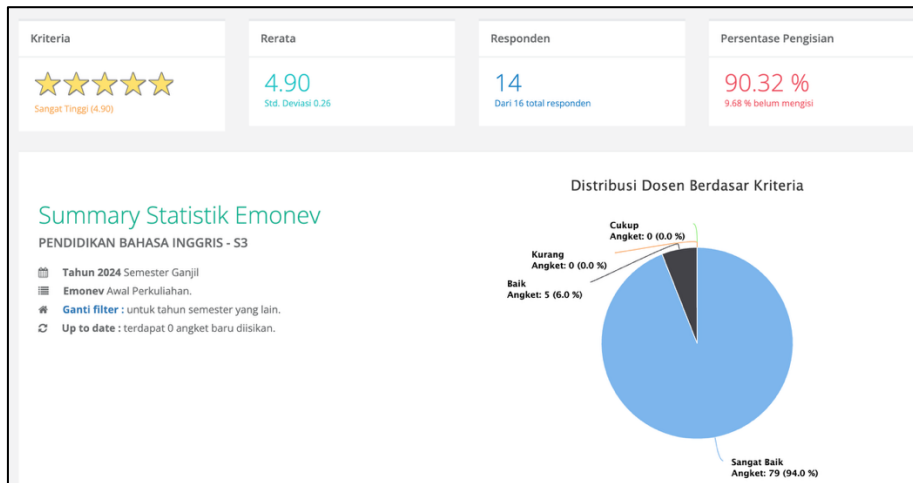 Kriteria
Sangat Tinggi (4.90)
Rerata
4.90
Std. Deviasi 0.26
Responden
14
Dari 16 total responden
Persentase Pengisian
90.32 %
9.68 % belum mengisi
Summary Statistik Emonev
PENDIDIKAN BAHASA INGGRIS - S3
Tahun 2024 Semester Ganjil
Emonev Awal Perkuliahan.
Ganti filter : untuk tahun semester yang lain.
Up to date : terdapat 0 angket baru diisikan.
Distribusi Dosen Berdasar Kriteria
Cukup
Angket: 0 (0.0 %)
Kurang
Angket: 0 (0.0 %)
Baik
Angket: 5 (6.0 %)
Sangat Baik
Angket: 79 (94.0 %)